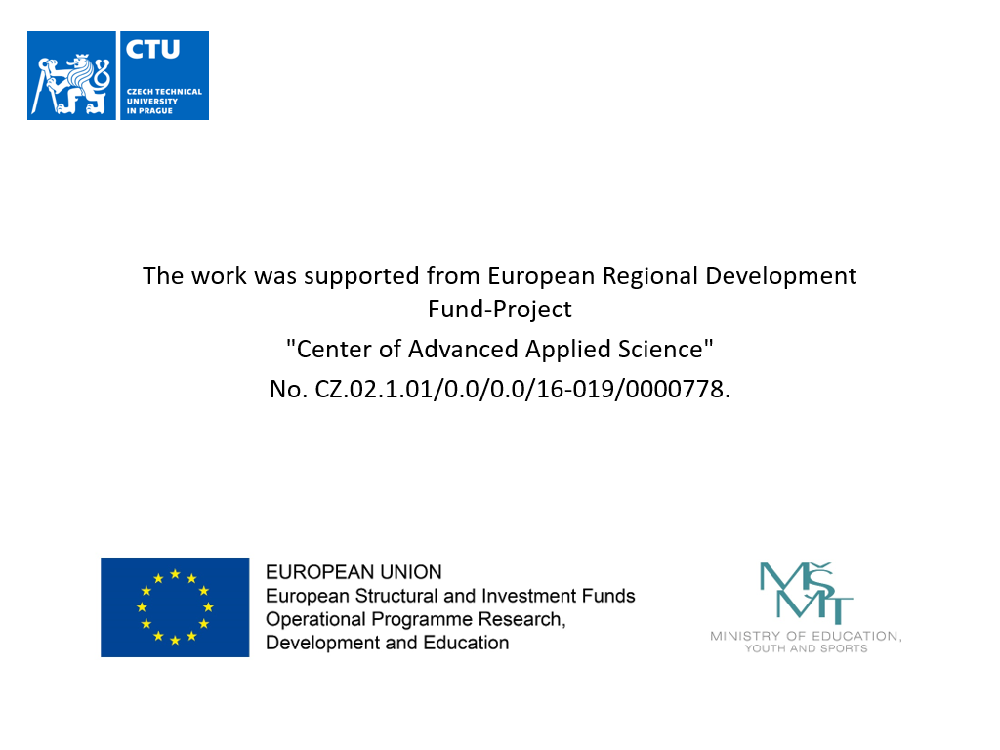 CTU
CZECH TECHNICAL
UNIVERSITY
IN PRAGUE
The work was supported from European Regional Development
Fund-Project
"Center of Advanced Applied Science"
No. CZ.02.1.01/0.0/0.0/16-019/0000778.
EUROPEAN UNION
European Structural and Investment Funds
Operational Programme Research,
Development and Education
MŠMT
MINISTRY OF EDUCATION,
YOUTH AND SPORTS